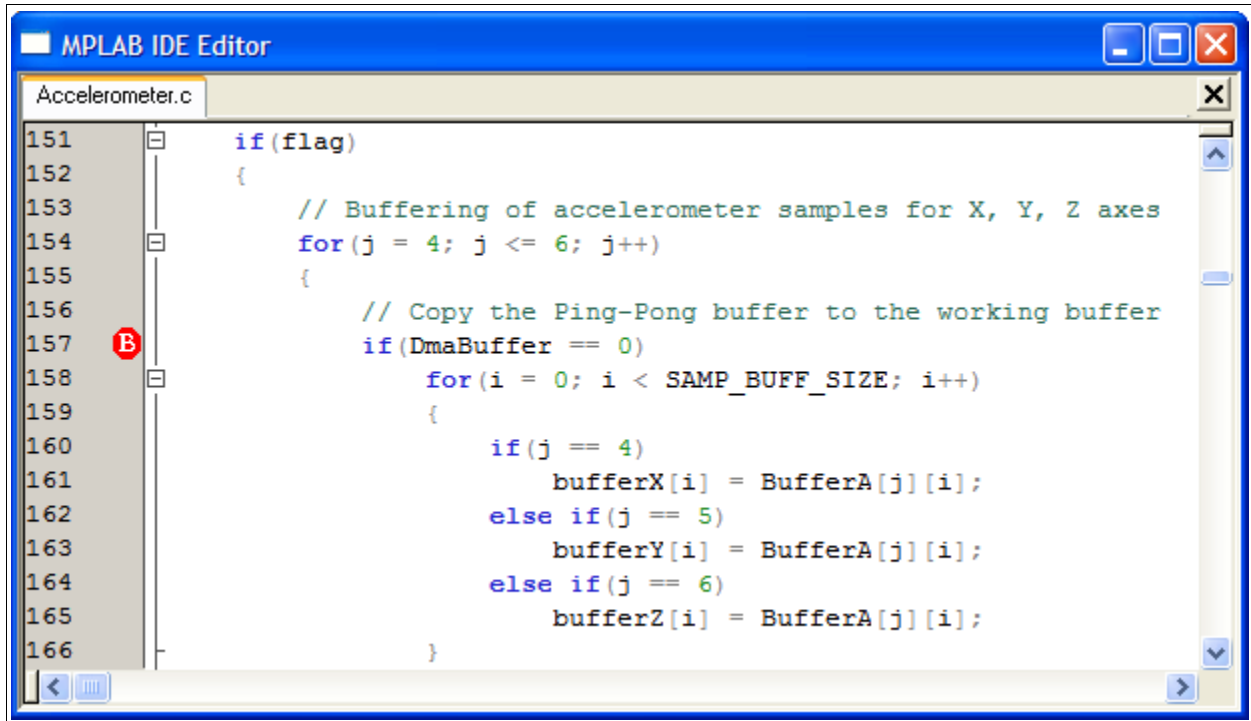 MPLAB IDE Editor
Accelerometer.c
151 if(flag)
152 {
153 // Buffering of accelerometer samples for X, Y, Z axes
154 for(j = 4; j <= 6; j++)
155 {
156 // Copy the Ping-Pong buffer to the working buffer
157 B if(DmaBuffer == 0)
158 for(i = 0; i < SAMP_BUFF_SIZE; i++)
159 {
160 if(j == 4)
161 bufferX[i] = BufferA[j][i];
162 else if(j == 5)
163 bufferY[i] = BufferA[j][i];
164 else if(j == 6)
165 bufferZ[i] = BufferA[j][i];
166 }